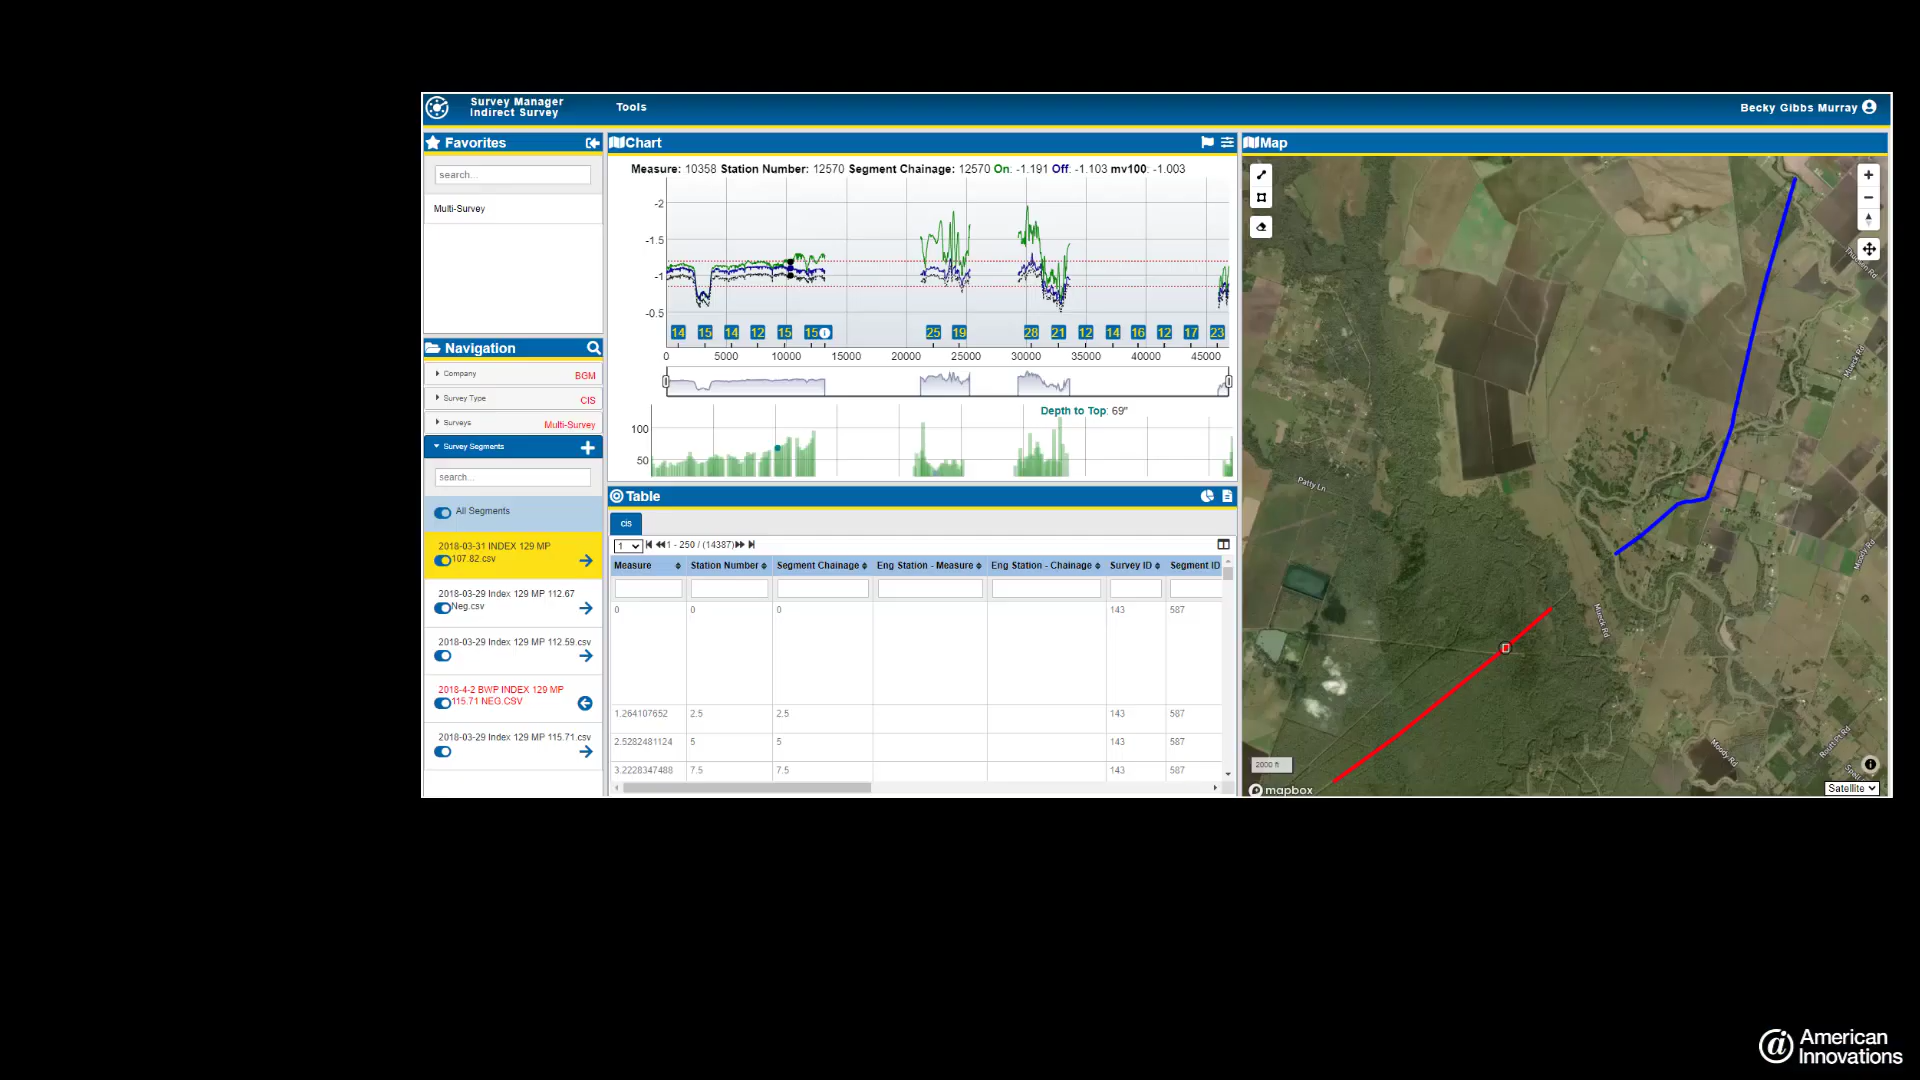 Survey Manager
Indirect Survey
Tools
Becky Gibbs Murray
Favorites
search...
Multi-Survey
Navigation
Company
BGM
Survey Type
CIS
Surveys
Multi-Survey
Survey Segments
search...
All Segments
2018-03-31 INDEX 129 MP
107.82.csv
2018-03-29 Index 129 MP 112.67
Neg.csv
2018-03-29 Index 129 MP 112.59.csv
2018-4-2 BWP INDEX 129 MP
115.71 NEG.CSV
2018-03-29 Index 129 MP 115.71.csv
Chart
Measure: 10358 Station Number: 12570 Segment Chainage: 12570 On: -1.191 Off: -1.103 mv100: -1.003
-2
-1.5
-1
-0.5
14 15 14 12 15 15 25 19 28 21 12 14 16 12 17 23
0 5000 10000 15000 20000 25000 30000 35000 40000 45000
Depth to Top: 69"
100
50
Table
cis
1 1 - 250 / (14387)
Measure Station Number Segment Chainage Eng Station - Measure Eng Station - Chainage Survey ID Segment ID
0 0 0 143 587
1.264107652 2.5 2.5 143 587
2.5282481124 5 5 143 587
3.2228347488 7.5 7.5 143 587
Map
Patty Ln
Mueck Rd
Mueck Rd
Moody Rd
Moody Rd
2000 ft
mapbox
Satellite
@ American
Innovations